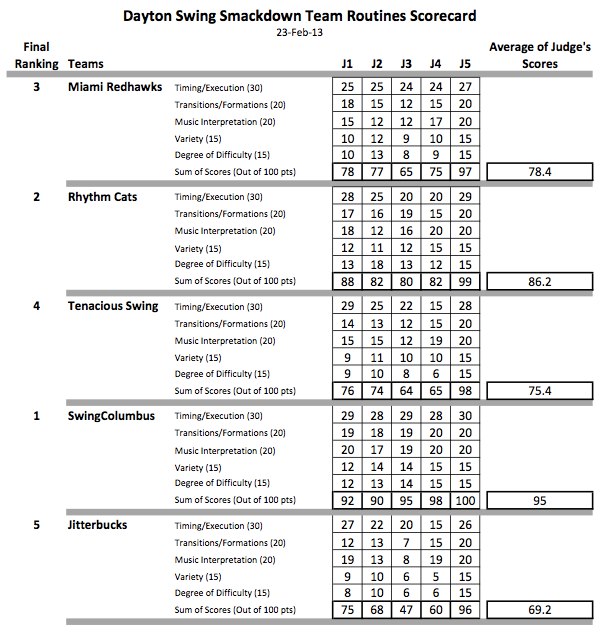 Dayton Swing Smackdown Team Routines Scorecard
23-Feb-13
Final Ranking Teams J1 J2 J3 J4 J5 Average of Judge's Scores
3 Miami Redhawks Timing/Execution (30) 25 25 24 24 27
Transitions/Formations (20) 18 15 12 15 20
Music Interpretation (20) 15 12 12 17 20
Variety (15) 10 12 9 10 15
Degree of Difficulty (15) 10 13 8 9 15
Sum of Scores (Out of 100 pts) 78 77 65 75 97 78.4
2 Rhythm Cats Timing/Execution (30) 28 25 20 20 29
Transitions/Formations (20) 17 16 19 15 20
Music Interpretation (20) 18 12 16 20 20
Variety (15) 12 11 12 15 15
Degree of Difficulty (15) 13 18 13 12 15
Sum of Scores (Out of 100 pts) 88 82 80 82 99 86.2
4 Tenacious Swing Timing/Execution (30) 29 25 22 15 28
Transitions/Formations (20) 14 13 12 15 20
Music Interpretation (20) 15 15 12 19 20
Variety (15) 9 11 10 10 15
Degree of Difficulty (15) 9 10 8 6 15
Sum of Scores (Out of 100 pts) 76 74 64 65 98 75.4
1 SwingColumbus Timing/Execution (30) 29 28 29 28 30
Transitions/Formations (20) 19 18 19 20 20
Music Interpretation (20) 20 17 19 20 20
Variety (15) 12 14 14 15 15
Degree of Difficulty (15) 12 13 14 15 15
Sum of Scores (Out of 100 pts) 92 90 95 98 100 95
5 Jitterbucks Timing/Execution (30) 27 22 20 15 26
Transitions/Formations (20) 12 13 7 15 20
Music Interpretation (20) 19 13 8 19 20
Variety (15) 9 10 6 5 15
Degree of Difficulty (15) 8 10 6 6 15
Sum of Scores (Out of 100 pts) 75 68 47 60 96 69.2